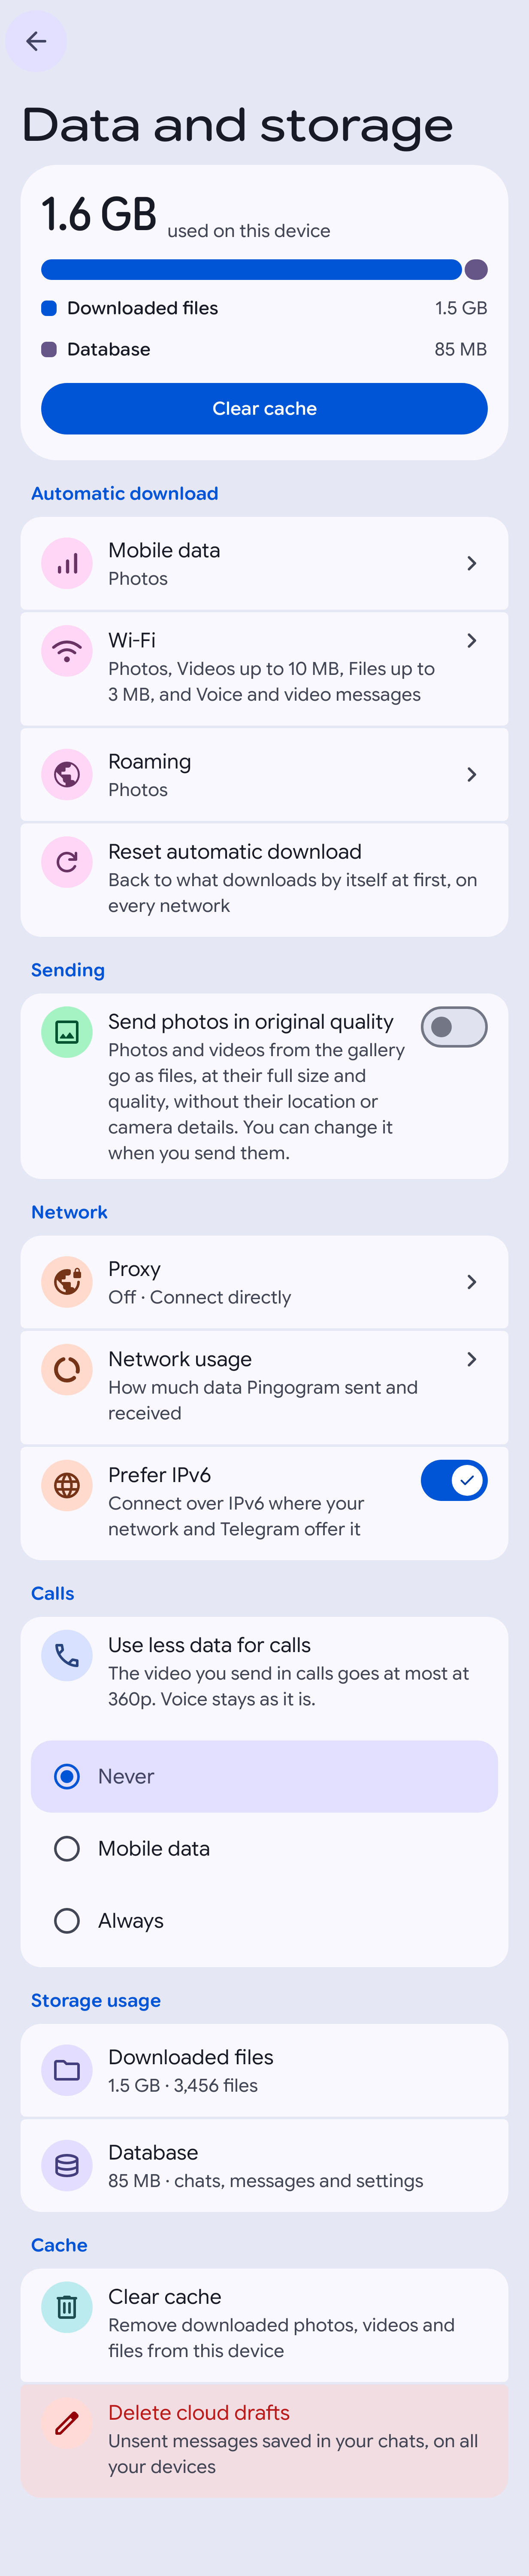 Data and storage
1.6 GB used on this device
Downloaded files 1.5 GB
Database 85 MB
Clear cache
Automatic download
Mobile data
Photos
Wi-Fi
Photos, Videos up to 10 MB, Files up to
3 MB, and Voice and video messages
Roaming
Photos
Reset automatic download
Back to what downloads by itself at first, on
every network
Sending
Send photos in original quality
Photos and videos from the gallery
go as files, at their full size and
quality, without their location or
camera details. You can change it
when you send them.
Network
Proxy
Off · Connect directly
Network usage
How much data Pingogram sent and
received
Prefer IPv6
Connect over IPv6 where your
network and Telegram offer it
Calls
Use less data for calls
The video you send in calls goes at most at
360p. Voice stays as it is.
Never
Mobile data
Always
Storage usage
Downloaded files
1.5 GB · 3,456 files
Database
85 MB · chats, messages and settings
Cache
Clear cache
Remove downloaded photos, videos and
files from this device
Delete cloud drafts
Unsent messages saved in your chats, on all
your devices